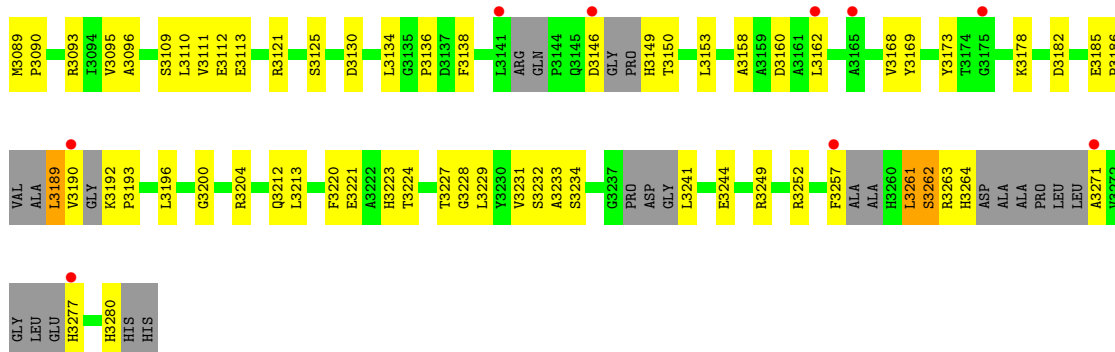 M3089 P3090 R3093 I3094 V3095 A3096 S3109 L3110 V3111 E3112 E3113 R3121 S3125 D3130 L3134 G3135 P3136 D3137 F3138 L3141 ARG GLN P3144 Q3145 D3146 GLY PRO H3149 T3150 L3153 A3158 A3159 D3160 A3161 L3162 A3165 V3168 Y3169 Y3173 T3174 G3175 K3178 D3182 E3185
VAL ALA L3189 V3190 GLY K3192 P3193 L3196 G3200 R3204 Q3212 L3213 F3220 E3221 A3222 H3223 T3224 T3227 G3228 L3229 Y3230 V3231 S3232 A3233 S3234 G3237 PRO ASP GLY L3241 E3244 R3249 R3252 F3257 ALA ALA H3260 L3261 S3262 R3263 H3264 ASP ALA ALA PRO LEU LEU A3271 V3272
GLY LEU GLU H3277 H3280 HIS HIS